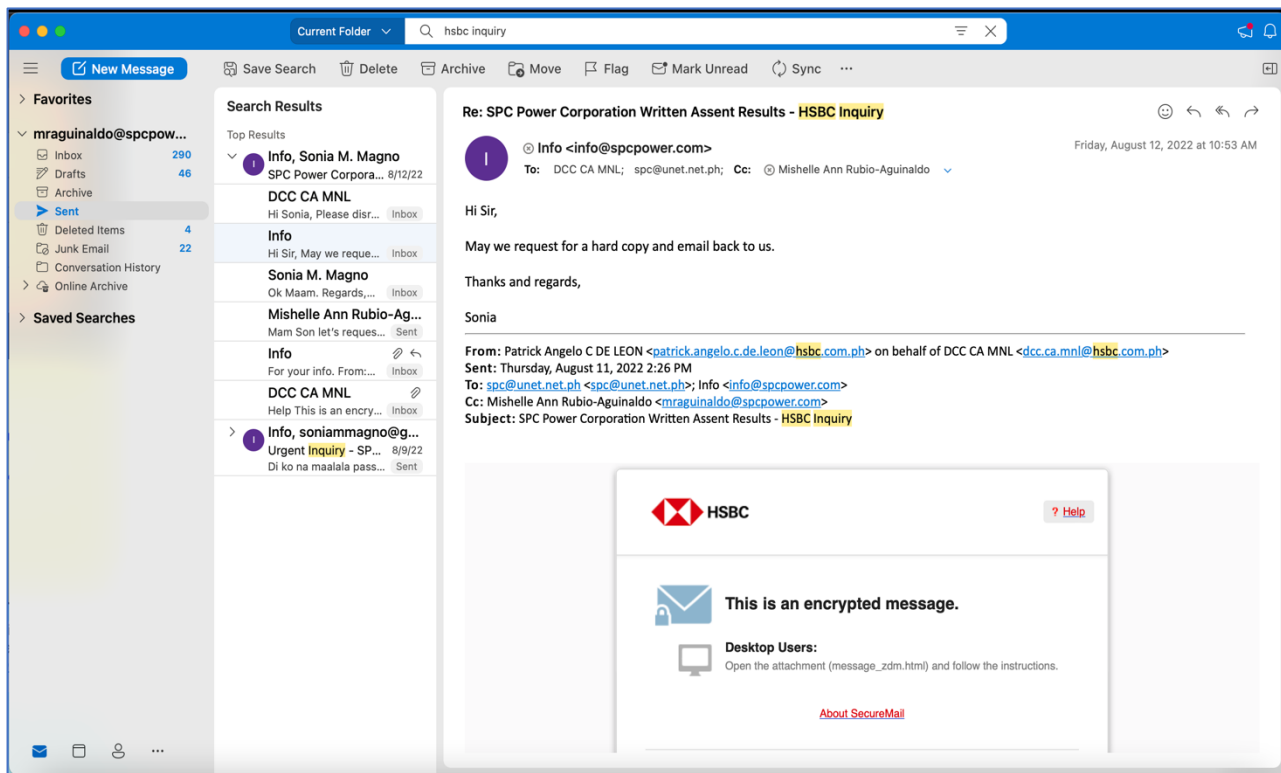 Current Folder
hsbc inquiry
New Message
Save Search
Delete
Archive
Move
Flag
Mark Unread
Sync
Favorites
mraguinaldo@spcpow...
Inbox 290
Drafts 46
Archive
Sent
Deleted Items 4
Junk Email 22
Conversation History
Online Archive
Saved Searches
Search Results
Top Results
Info, Sonia M. Magno
SPC Power Corpora... 8/12/22
DCC CA MNL
Hi Sonia, Please disr... Inbox
Info
Hi Sir, May we reque... Inbox
Sonia M. Magno
Ok Maam. Regards,... Inbox
Mishelle Ann Rubio-Ag...
Mam Son let's reques... Sent
Info
For your info. From:... Inbox
DCC CA MNL
Help This is an encry... Inbox
I Info, soniammagno@g...
Urgent Inquiry – SP... 8/9/22
Di ko na maalala pass... Sent
Re: SPC Power Corporation Written Assent Results - HSBC Inquiry
I Info <info@spcpower.com> Friday, August 12, 2022 at 10:53 AM
To: DCC CA MNL; spc@unet.net.ph; Cc: Mishelle Ann Rubio-Aguinaldo
Hi Sir,
May we request for a hard copy and email back to us.
Thanks and regards,
Sonia
From: Patrick Angelo C DE LEON <patrick.angelo.c.de.leon@hsbc.com.ph> on behalf of DCC CA MNL <dcc.ca.mnl@hsbc.com.ph>
Sent: Thursday, August 11, 2022 2:26 PM
To: spc@unet.net.ph <spc@unet.net.ph>; Info <info@spcpower.com>
Cc: Mishelle Ann Rubio-Aguinaldo <mraguinaldo@spcpower.com>
Subject: SPC Power Corporation Written Assent Results - HSBC Inquiry
HSBC
? Help
This is an encrypted message.
Desktop Users:
Open the attachment (message_zdm.html) and follow the instructions.
About SecureMail